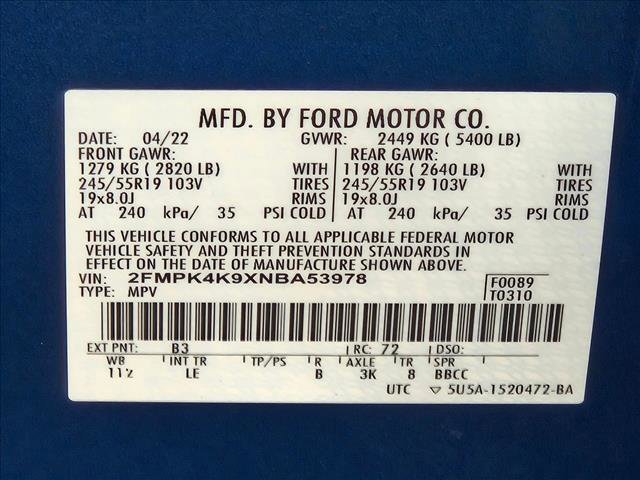 MFD. BY FORD MOTOR CO.
DATE: 04/22 GVWR: 2449 KG ( 5400 LB)
FRONT GAWR: REAR GAWR:
1279 KG ( 2820 LB) WITH 1198 KG ( 2640 LB) WITH
245/55R19 103V TIRES 245/55R19 103V TIRES
19x8.0J RIMS 19x8.0J RIMS
AT 240 kPa/ 35 PSI COLD AT 240 kPa/ 35 PSI COLD
THIS VEHICLE CONFORMS TO ALL APPLICABLE FEDERAL MOTOR
VEHICLE SAFETY AND THEFT PREVENTION STANDARDS IN EFFECT
ON THE DATE OF MANUFACTURE SHOWN ABOVE.
VIN: 2FMPK4K9XNBA53978 F0089
TYPE: MPV T0310
EXT PNT: B3 RC: 72 DSO:
WB INT TR TP/PS R AXLE TR SPR
11½ LE B 3K 8 BBCC
UTC ▽ 5U5A-1520472-BA